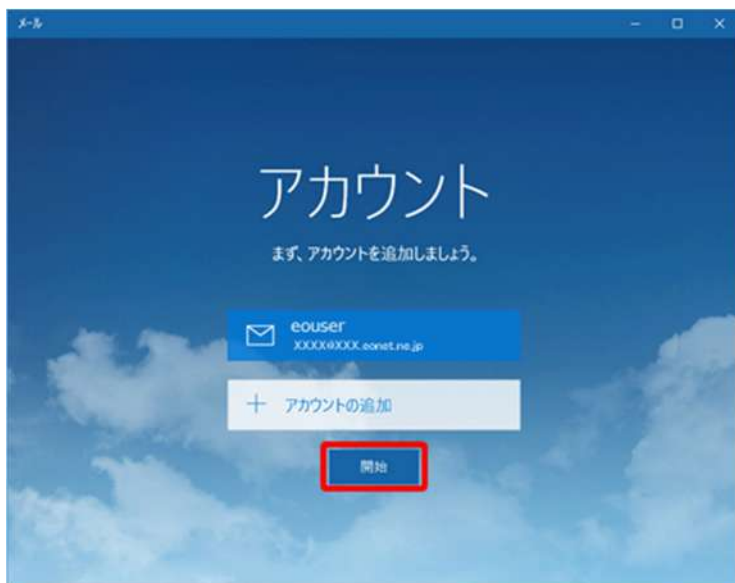 メール
アカウント
まず、アカウントを追加しましょう。
eouser
XXXX@XXX.eonet.ne.jp
アカウントの追加
開始